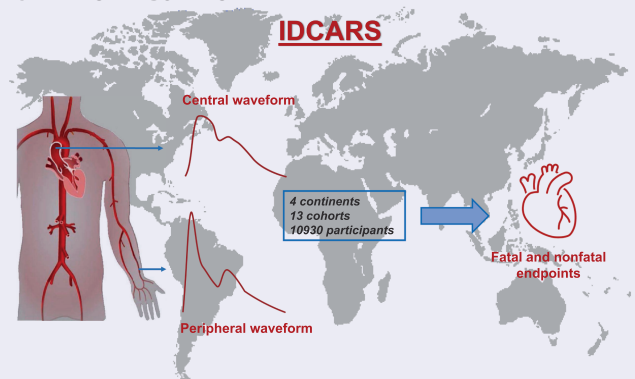 IDCARS
Central waveform
4 continents
13 cohorts
10930 participants
Fatal and nonfatal
endpoints
Peripheral waveform